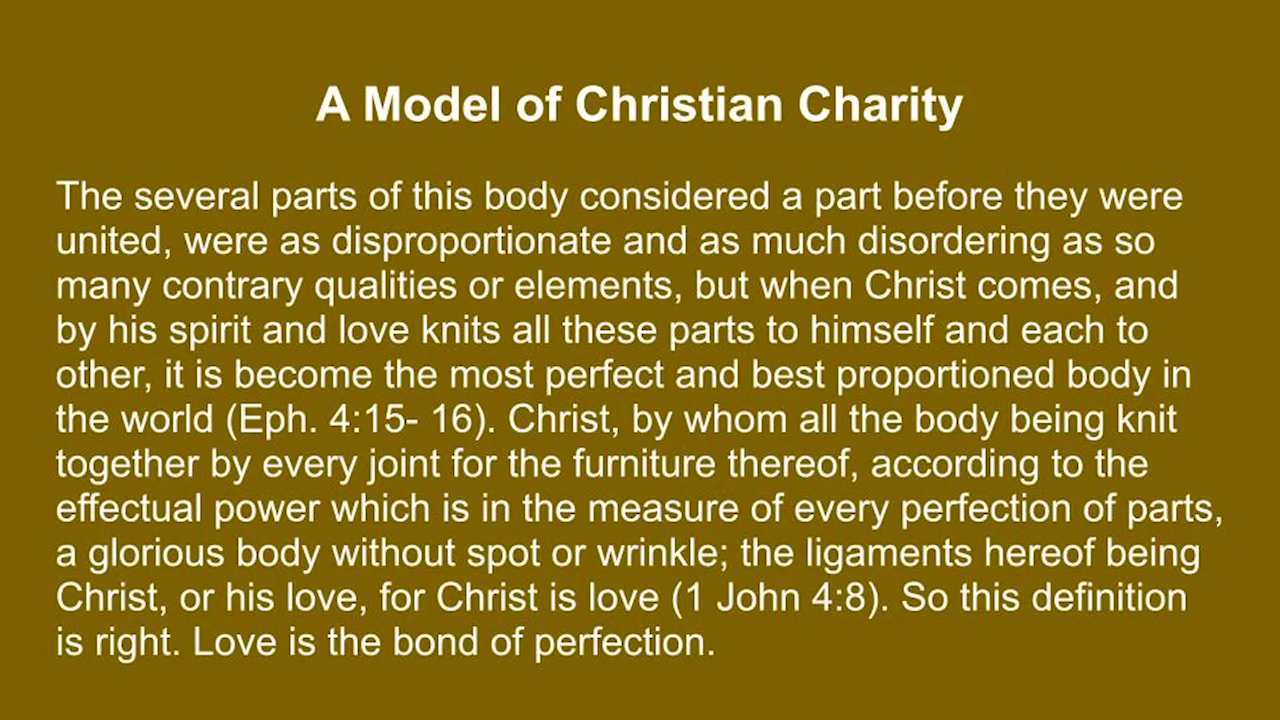 A Model of Christian Charity
The several parts of this body considered a part before they were
united, were as disproportionate and as much disordering as so
many contrary qualities or elements, but when Christ comes, and
by his spirit and love knits all these parts to himself and each to
other, it is become the most perfect and best proportioned body in
the world (Eph. 4:15- 16). Christ, by whom all the body being knit
together by every joint for the furniture thereof, according to the
effectual power which is in the measure of every perfection of parts,
a glorious body without spot or wrinkle; the ligaments hereof being
Christ, or his love, for Christ is love (1 John 4:8). So this definition
is right. Love is the bond of perfection.